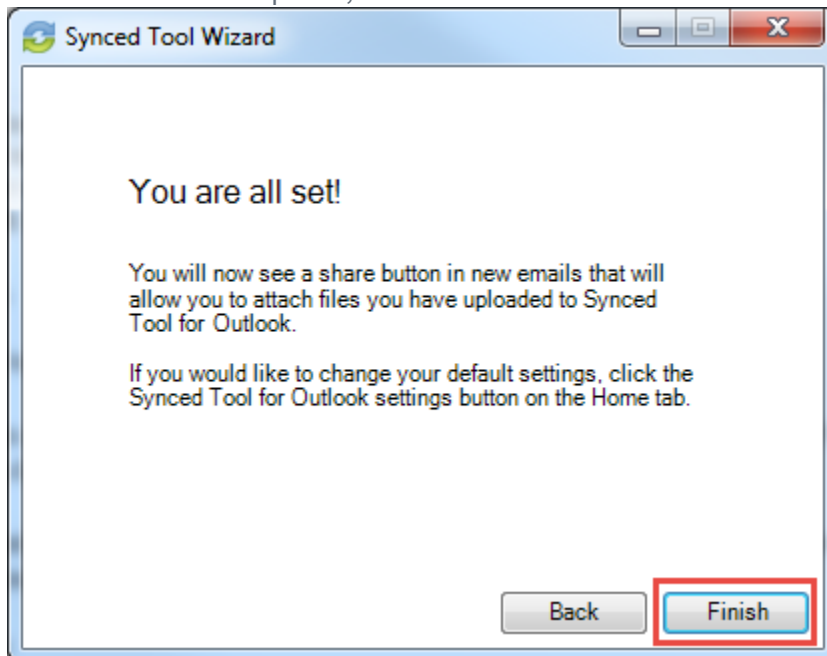 Synced Tool Wizard
You are all set!
You will now see a share button in new emails that will
allow you to attach files you have uploaded to Synced
Tool for Outlook.
If you would like to change your default settings, click the
Synced Tool for Outlook settings button on the Home tab.
Back
Finish